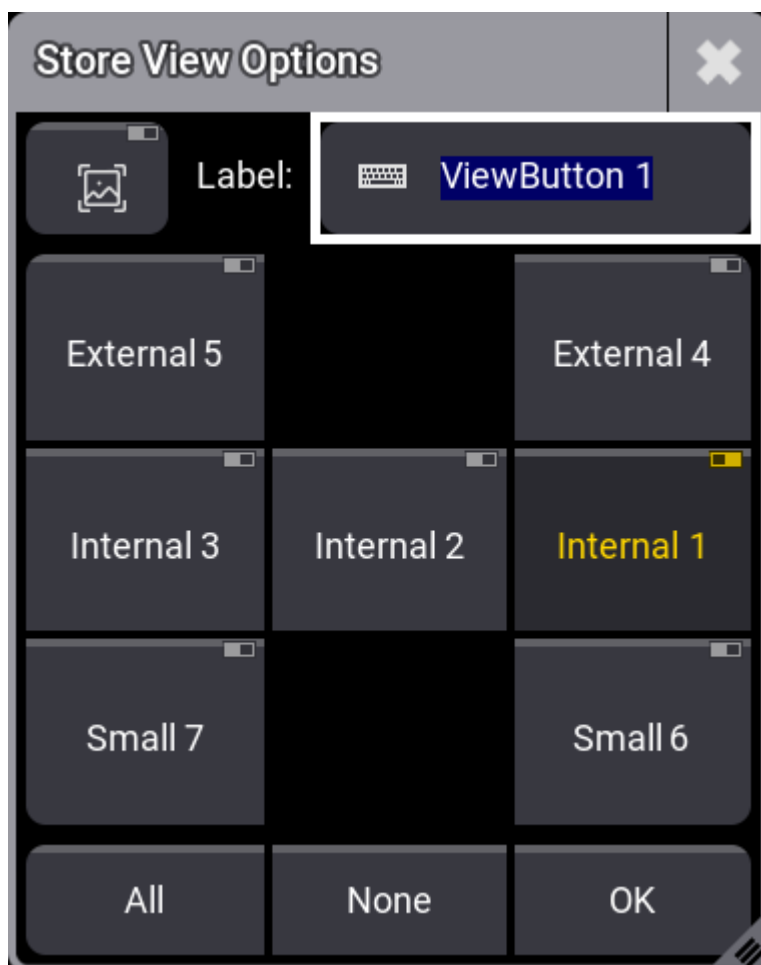 Store View Options
Label: ViewButton 1
External 5 External 4
Internal 3 Internal 2 Internal 1
Small 7 Small 6
All None OK